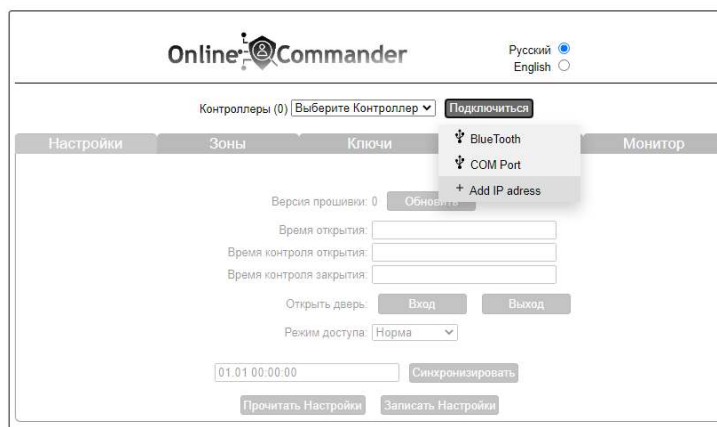 Online Commander
Русский
English
Контроллеры (0) Выберите Контроллер Подключиться
BlueTooth
COM Port
+ Add IP adress
Настройки Зоны Ключи Монитор
Версия прошивки: 0 Обновить
Время открытия:
Время контроля открытия:
Время контроля закрытия:
Открыть дверь: Вход Выход
Режим доступа: Норма
01.01 00:00:00 Синхронизировать
Прочитать Настройки Записать Настройки